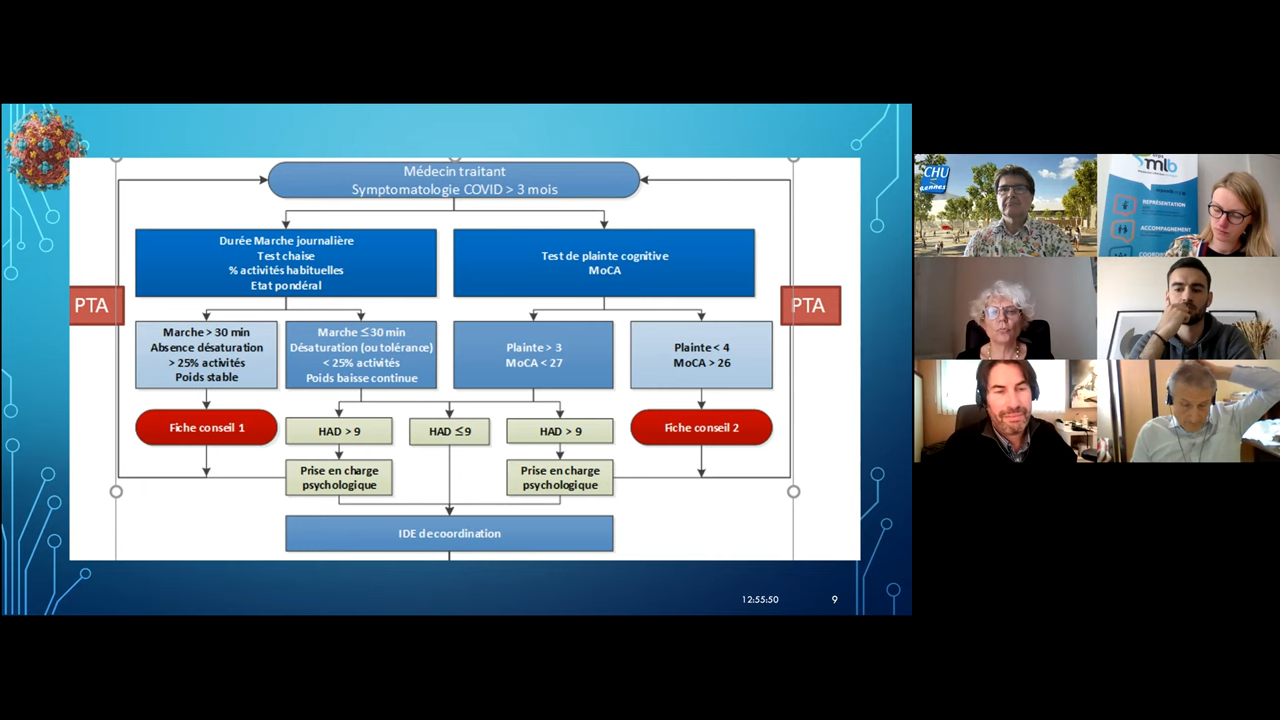 Médecin traitant
Symptomatologie COVID > 3 mois
Durée Marche journalière
Test chaise
% activités habituelles
Etat pondéral
Test de plainte cognitive
MoCA
PTA
PTA
Marche > 30 min
Absence désaturation
> 25% activités
Poids stable
Marche ≤ 30 min
Désaturation (ou tolérance)
< 25% activités
Poids baisse continue
Plainte > 3
MoCA < 27
Plainte < 4
MoCA > 26
Fiche conseil 1
HAD > 9
HAD ≤ 9
HAD > 9
Fiche conseil 2
Prise en charge
psychologique
Prise en charge
psychologique
IDE decoordination
12:55:50
9
CHU
Rennes
mlb
REPRÉSENTATION
ACCOMPAGNEMENT